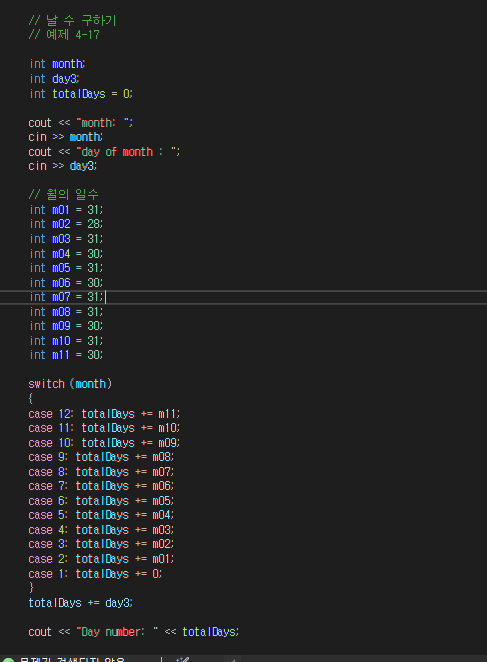 // 날 수 구하기
// 예제 4-17
int month;
int day3;
int totalDays = 0;
cout << "month: ";
cin >> month;
cout << "day of month : ";
cin >> day3;
// 월의 일수
int m01 = 31;
int m02 = 28;
int m03 = 31;
int m04 = 30;
int m05 = 31;
int m06 = 30;
int m07 = 31;
int m08 = 31;
int m09 = 30;
int m10 = 31;
int m11 = 30;
switch (month)
{
case 12: totalDays += m11;
case 11: totalDays += m10;
case 10: totalDays += m09;
case 9: totalDays += m08;
case 8: totalDays += m07;
case 7: totalDays += m06;
case 6: totalDays += m05;
case 5: totalDays += m04;
case 4: totalDays += m03;
case 3: totalDays += m02;
case 2: totalDays += m01;
case 1: totalDays += 0;
}
totalDays += day3;
cout << "Day number: " << totalDays;